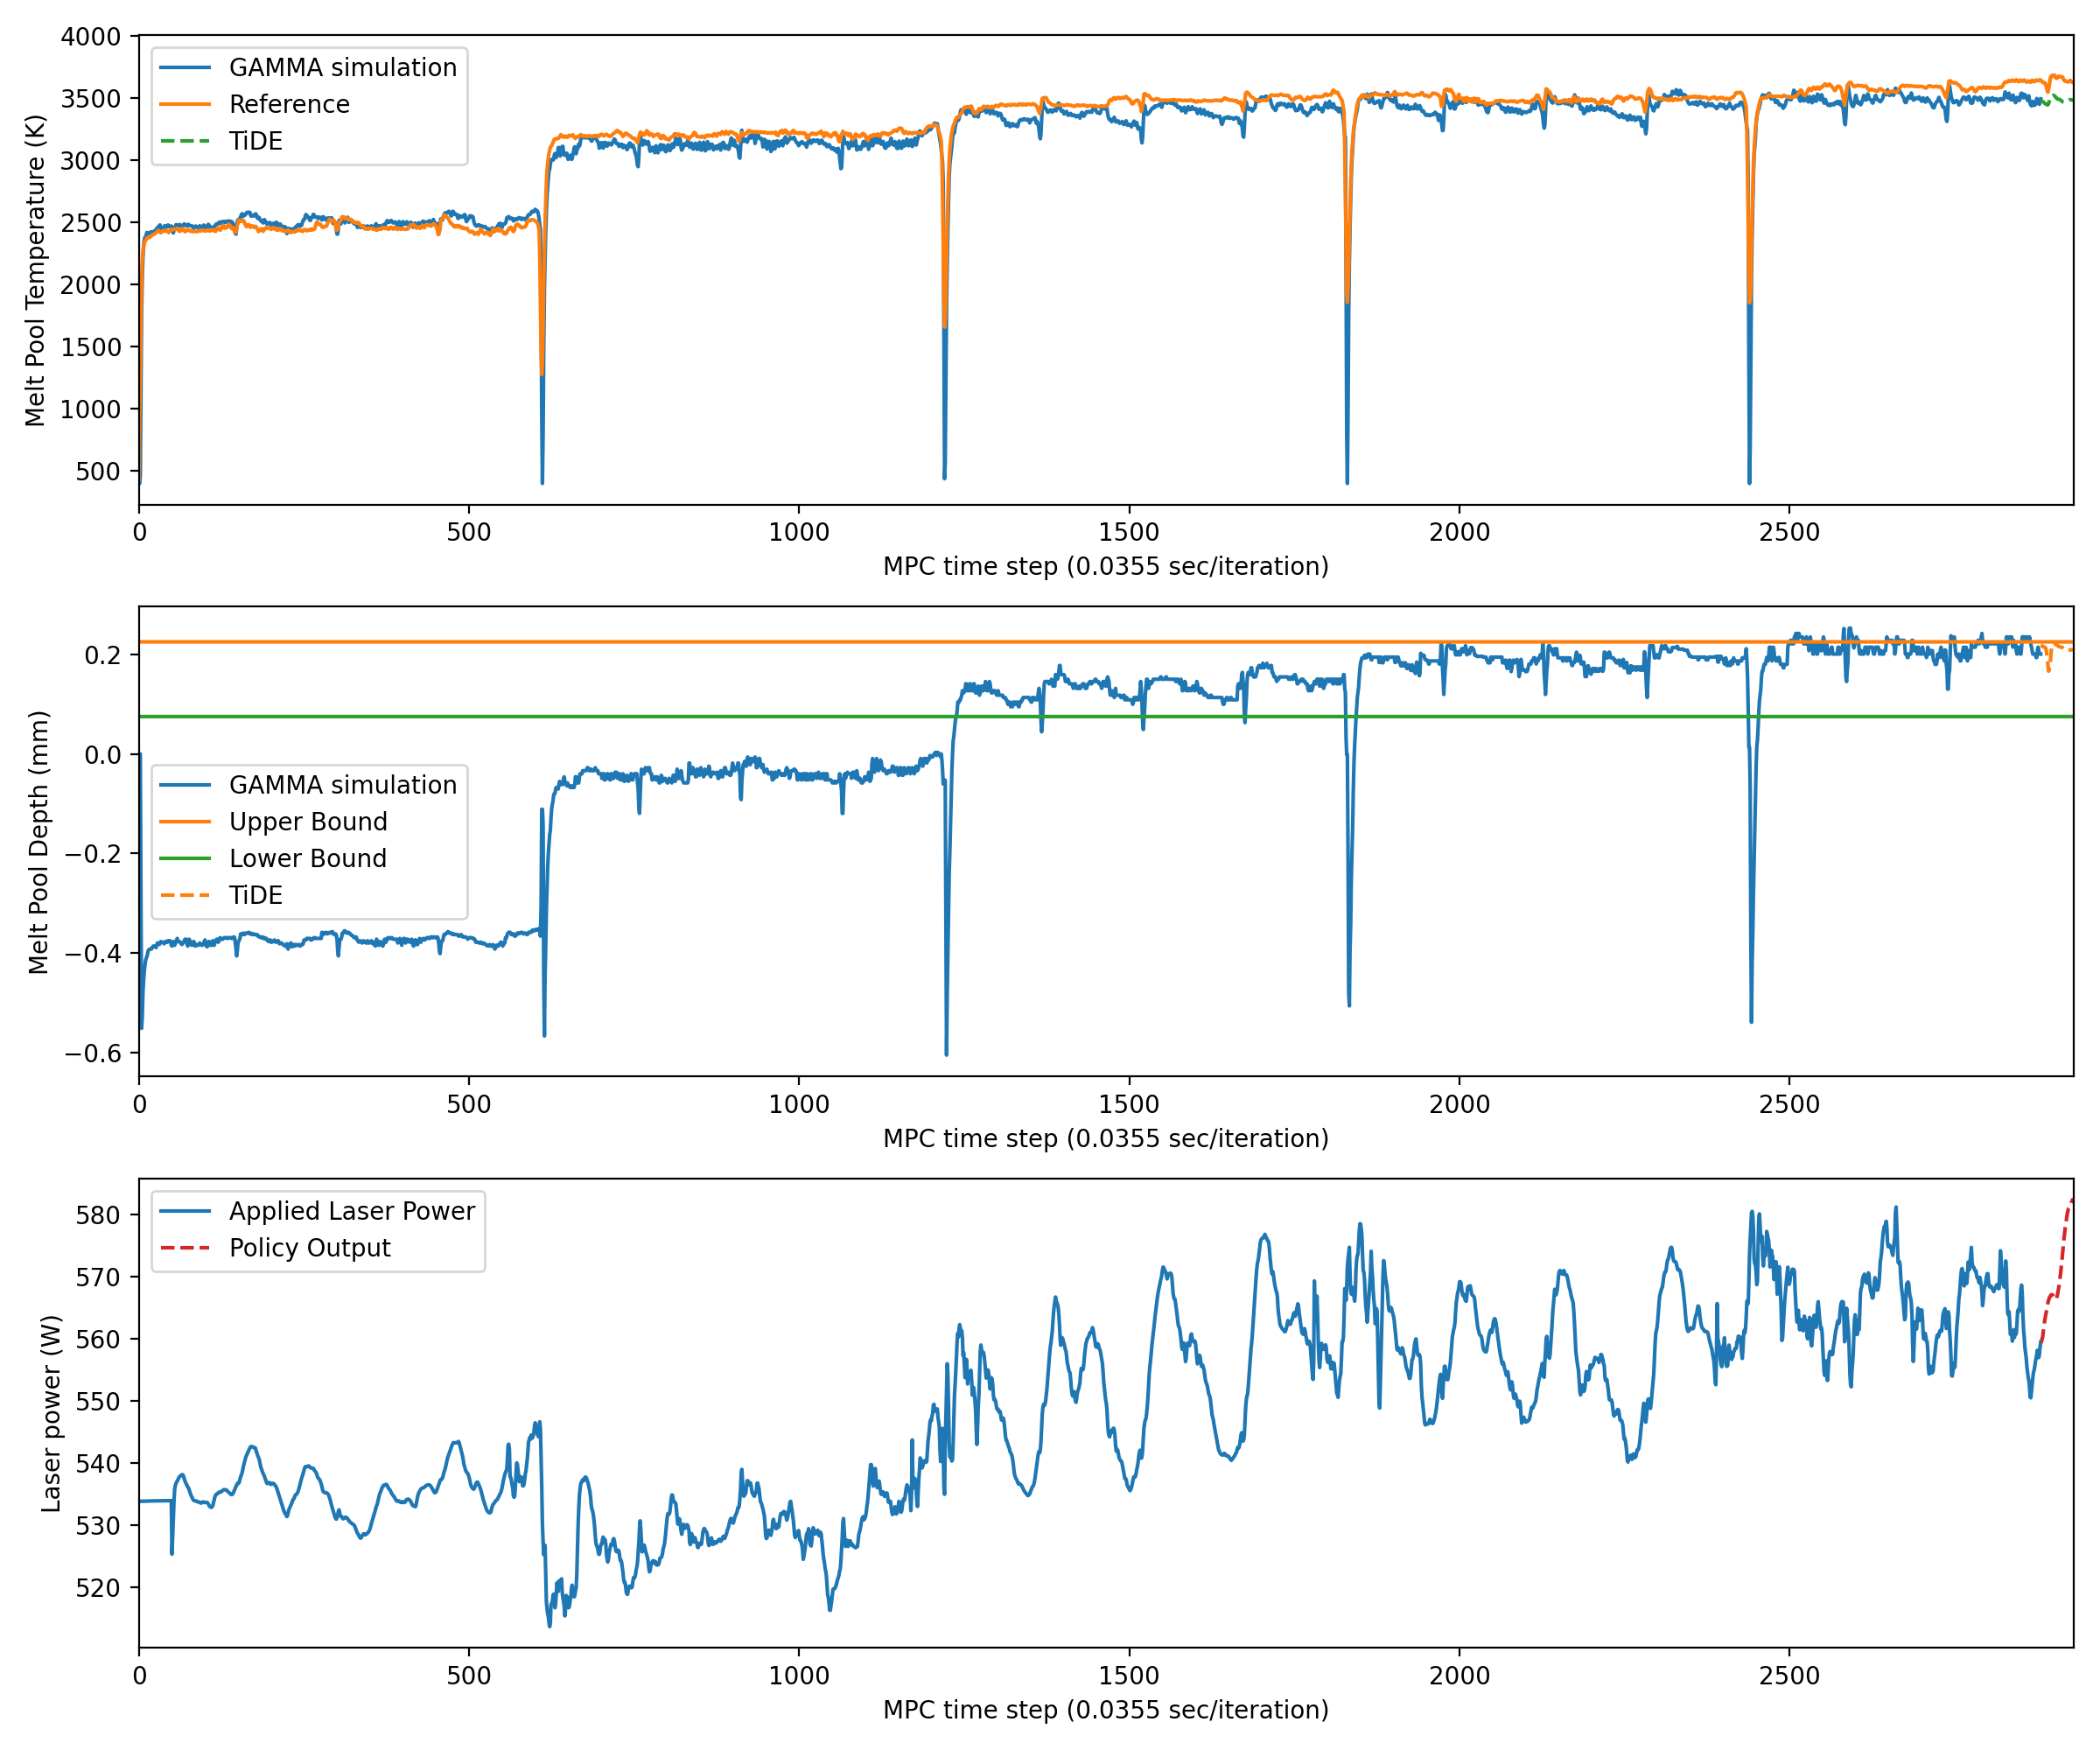 4000
3500
3000
2500
2000
1500
1000
500
Melt Pool Temperature (K)
GAMMA simulation
Reference
TiDE
0 500 1000 1500 2000 2500
MPC time step (0.0355 sec/iteration)
0.2
0.0
−0.2
−0.4
−0.6
Melt Pool Depth (mm)
GAMMA simulation
Upper Bound
Lower Bound
TiDE
0 500 1000 1500 2000 2500
MPC time step (0.0355 sec/iteration)
580
570
560
550
540
530
520
Laser power (W)
Applied Laser Power
Policy Output
0 500 1000 1500 2000 2500
MPC time step (0.0355 sec/iteration)